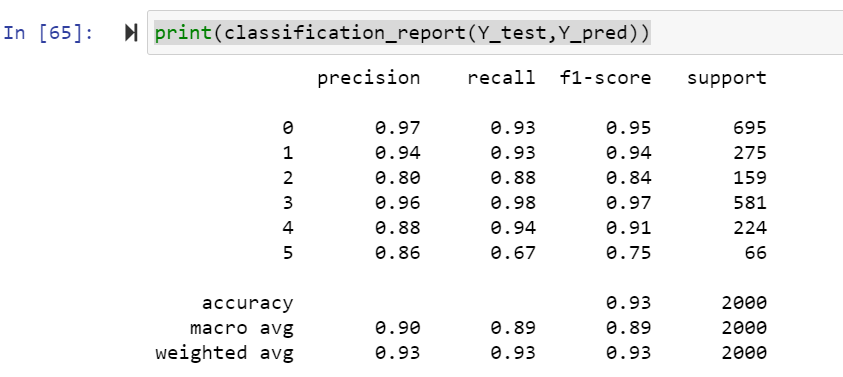 In [65]: print(classification_report(Y_test,Y_pred))
precision recall f1-score support
0 0.97 0.93 0.95 695
1 0.94 0.93 0.94 275
2 0.80 0.88 0.84 159
3 0.96 0.98 0.97 581
4 0.88 0.94 0.91 224
5 0.86 0.67 0.75 66
accuracy 0.93 2000
macro avg 0.90 0.89 0.89 2000
weighted avg 0.93 0.93 0.93 2000